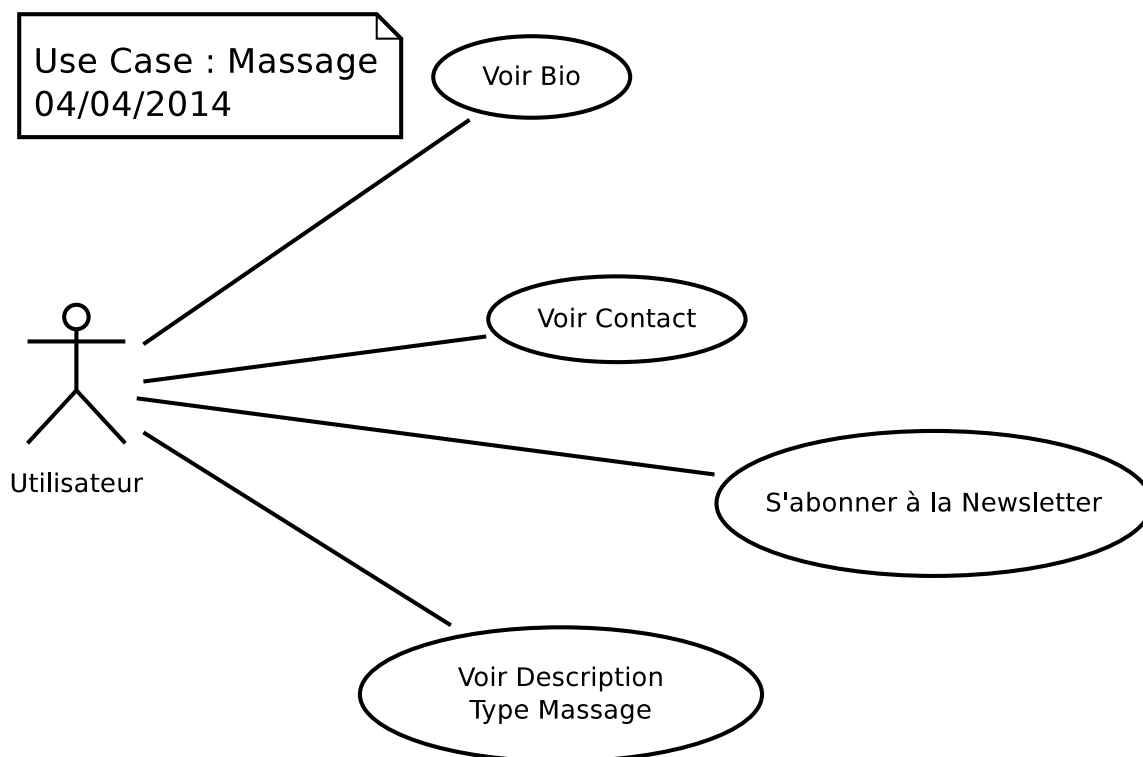 Use Case : Massage
04/04/2014
Voir Bio
Voir Contact
Utilisateur
S'abonner à la Newsletter
Voir Description
Type Massage